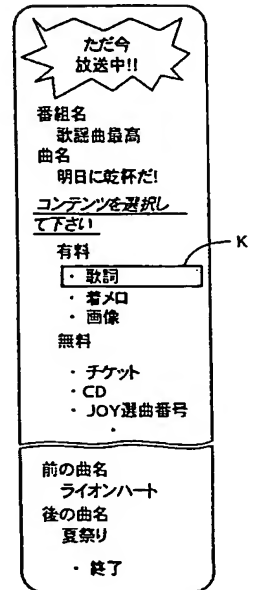 ただ今
放送中!!
番組名
歌謡曲最高
曲名
明日に乾杯だ!
コンテンツを選択し
て下さい
有料
K
・歌詞
・着メロ
・画像
無料
・チケット
・CD
・JOY選曲番号
・
前の曲名
ライオンハート
後の曲名
夏祭り
・終了